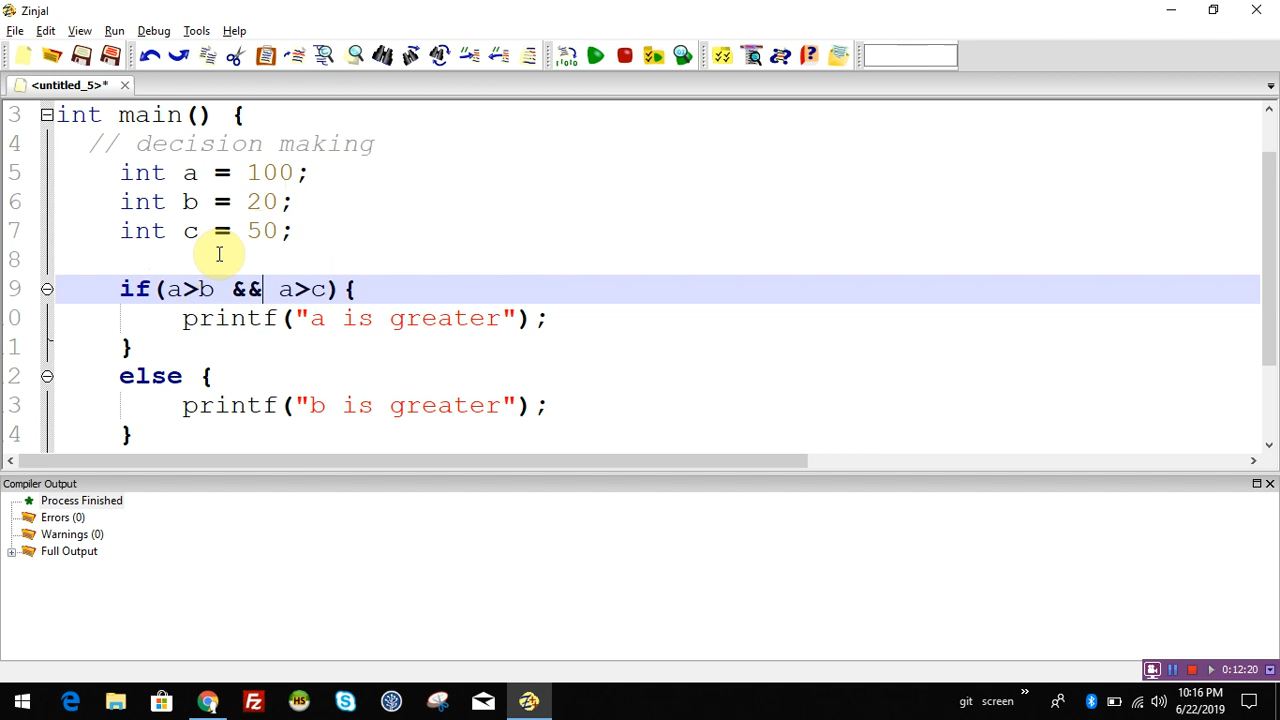 Zinjal
File Edit View Run Debug Tools Help
<untitled_5>*
3 int main() {
4 // decision making
5 int a = 100;
6 int b = 20;
7 int c = 50;
8
9 if(a>b && a>c){
0 printf("a is greater");
1 }
2 else {
3 printf("b is greater");
4 }
Compiler Output
Process Finished
Errors (0)
Warnings (0)
Full Output
0:12:20
git screen
10:16 PM
6/22/2019